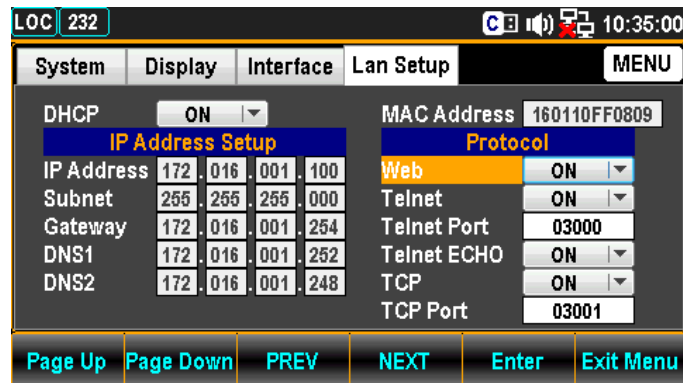 LOC 232 C 10:35:00
System Display Interface Lan Setup MENU
DHCP ON MAC Address 160110FF0809
IP Address Setup Protocol
IP Address 172 . 016 . 001 . 100 Web ON
Subnet 255 . 255 . 255 . 000 Telnet ON
Gateway 172 . 016 . 001 . 254 Telnet Port 03000
DNS1 172 . 016 . 001 . 252 Telnet ECHO ON
DNS2 172 . 016 . 001 . 248 TCP ON
TCP Port 03001
Page Up Page Down PREV NEXT Enter Exit Menu